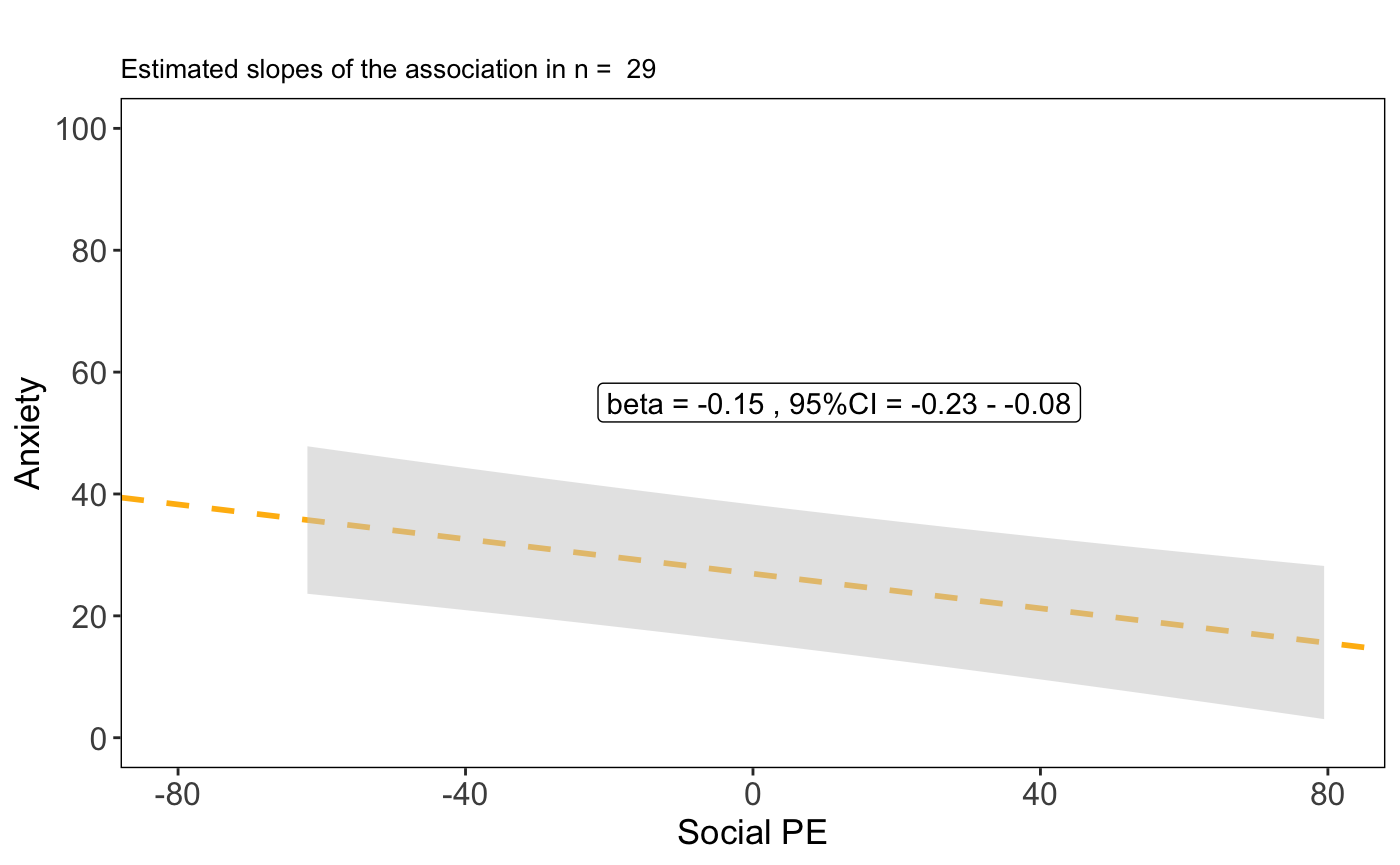 Estimated slopes of the association in n =  29
100
80
60
40
20
0
Anxiety
beta = -0.15 , 95%CI = -0.23 - -0.08
-80 -40 0 40 80
Social PE